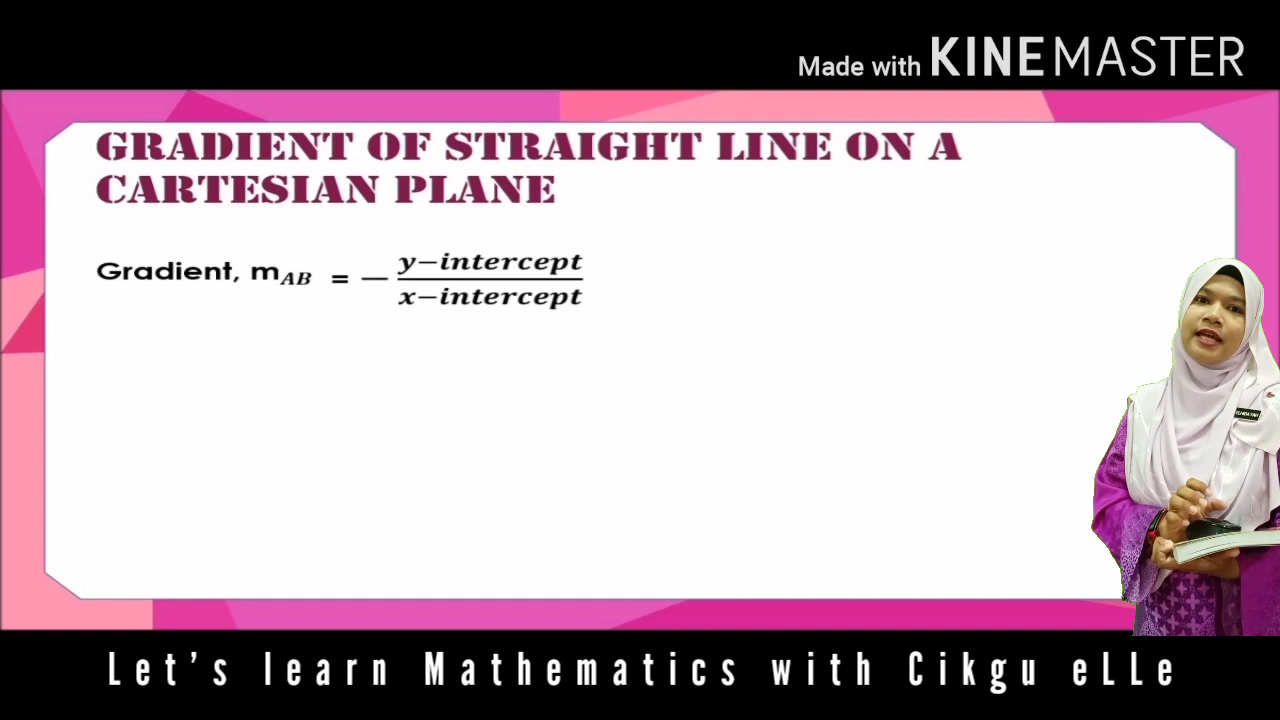 Made with KINEMASTER
GRADIENT OF STRAIGHT LINE ON A
CARTESIAN PLANE
Gradient, m_AB = − y−intercept / x−intercept
Let's learn Mathematics with Cikgu eLLe